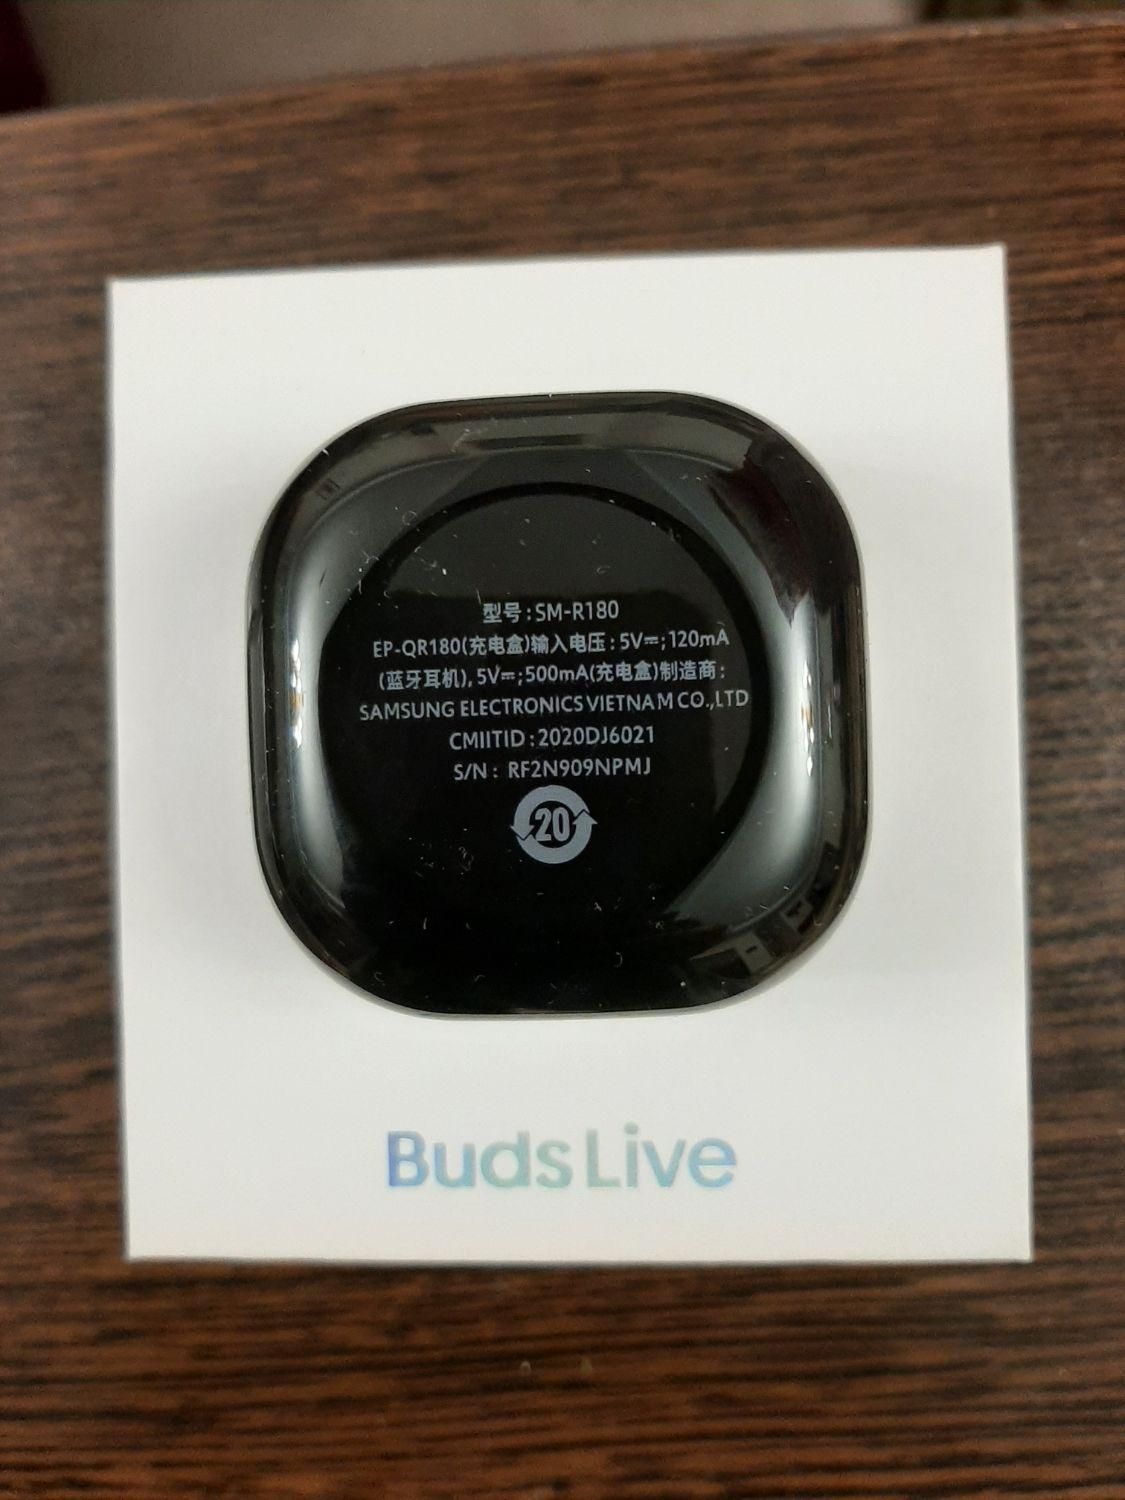 型号:SM-R180
EP-QR180(充电盒)输入电压:5V⎓;120mA
(蓝牙耳机),5V⎓;500mA(充电盒)制造商:
SAMSUNG ELECTRONICS VIETNAM CO.,LTD
CMIITID:2020DJ6021
S/N: RF2N909NPMJ
20
Buds Live